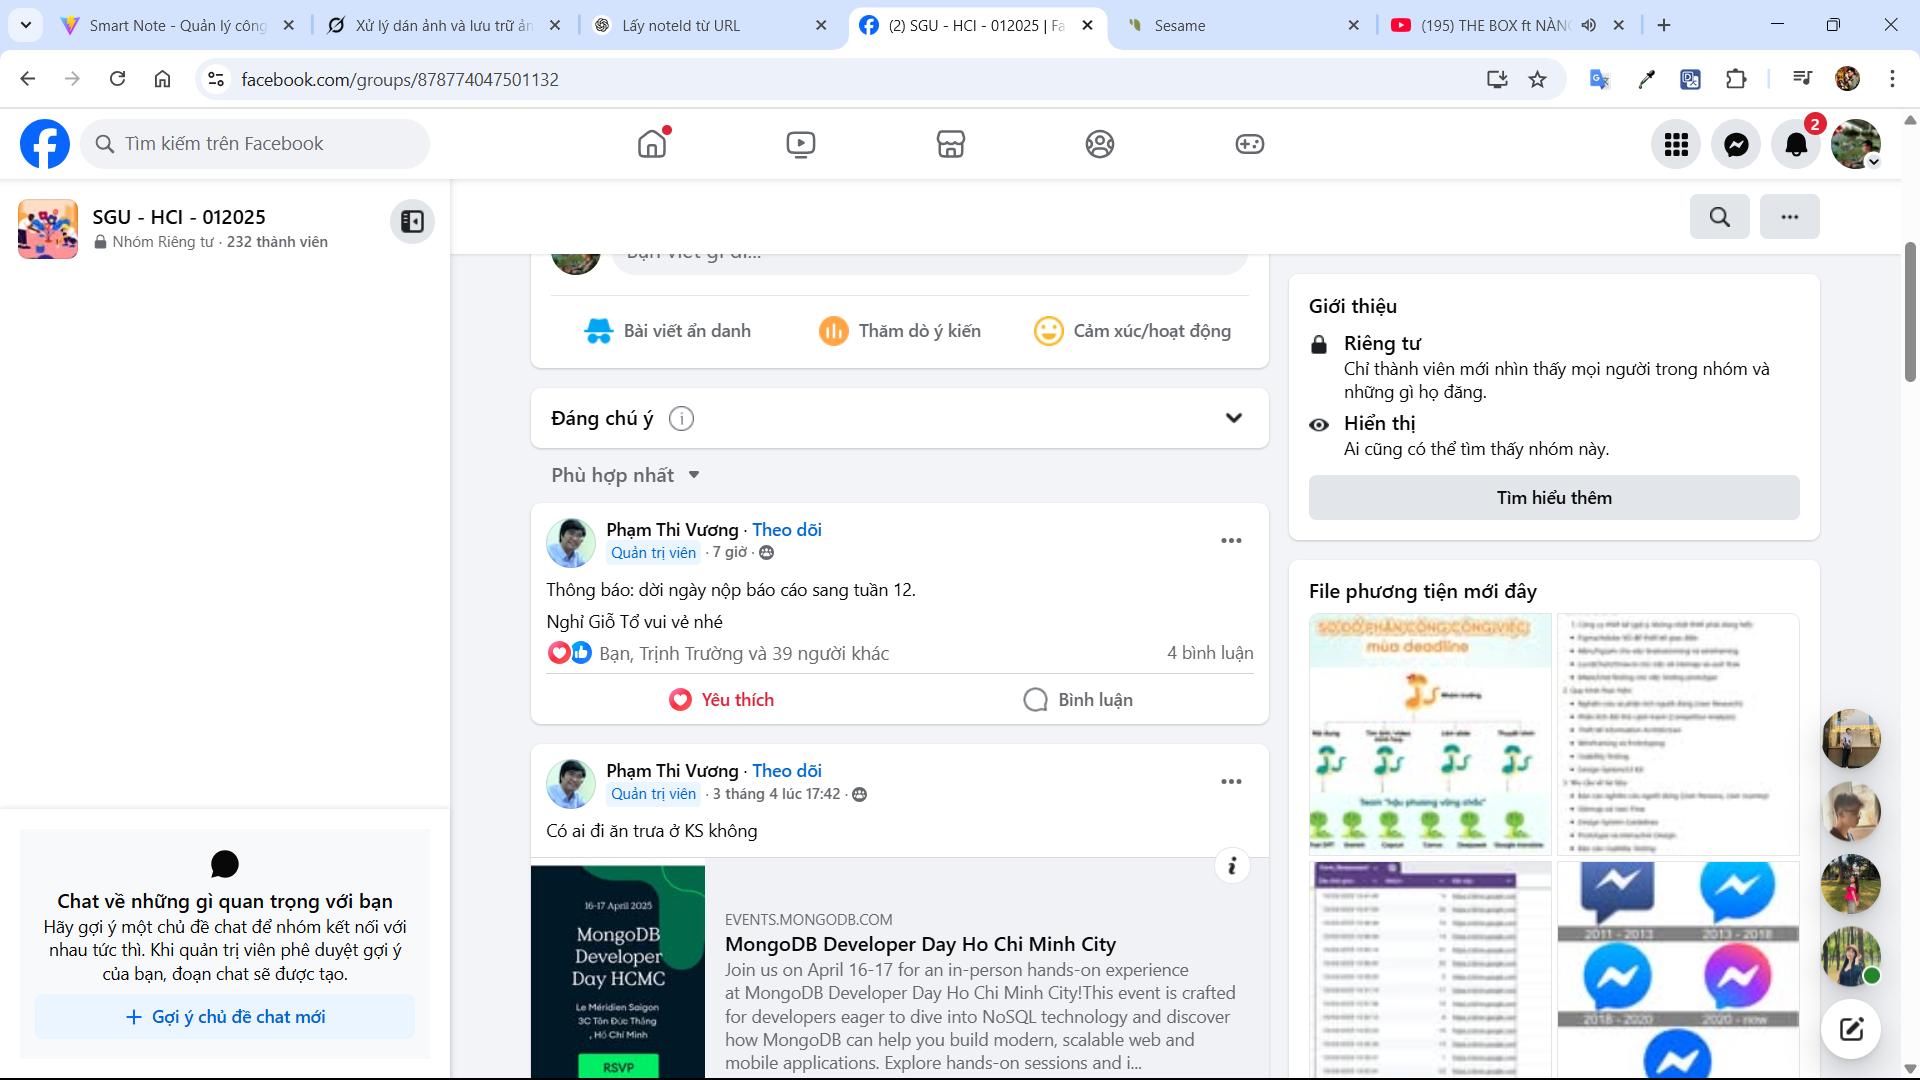 Smart Note - Quản lý công
Xử lý dán ảnh và lưu trữ ản
Lấy noteId từ URL
(2) SGU - HCI - 012025 | Fa
Sesame
(195) THE BOX ft NÀNG
facebook.com/groups/878774047501132
Tìm kiếm trên Facebook
2
SGU - HCI - 012025
Nhóm Riêng tư · 232 thành viên
Bạn viết gì đi...
Bài viết ẩn danh
Thăm dò ý kiến
Cảm xúc/hoạt động
Đáng chú ý
Phù hợp nhất
Phạm Thi Vương · Theo dõi
Quản trị viên · 7 giờ ·
Thông báo: dời ngày nộp báo cáo sang tuần 12.
Nghỉ Giỗ Tổ vui vẻ nhé
Bạn, Trịnh Trường và 39 người khác
4 bình luận
Yêu thích
Bình luận
Phạm Thi Vương · Theo dõi
Quản trị viên · 3 tháng 4 lúc 17:42 ·
Có ai đi ăn trưa ở KS không
16-17 April 2025
MongoDB
Developer
Day HCMC
Le Méridien Saigon
3C Tôn Đức Thắng
, Hồ Chí Minh
RSVP
EVENTS.MONGODB.COM
MongoDB Developer Day Ho Chi Minh City
Join us on April 16-17 for an in-person hands-on experience
at MongoDB Developer Day Ho Chi Minh City!This event is crafted
for developers eager to dive into NoSQL technology and discover
how MongoDB can help you build modern, scalable web and
mobile applications. Explore hands-on sessions and i...
Giới thiệu
Riêng tư
Chỉ thành viên mới nhìn thấy mọi người trong nhóm và
những gì họ đăng.
Hiển thị
Ai cũng có thể tìm thấy nhóm này.
Tìm hiểu thêm
File phương tiện mới đây
SƠ ĐỒ PHÂN CÔNG CÔNG VIỆC
mùa deadline
Team "hậu phương vững chắc"
2011 - 2013
2013 - 2018
2018 - 2020
2020 - now
Chat về những gì quan trọng với bạn
Hãy gợi ý một chủ đề chat để nhóm kết nối với
nhau tức thì. Khi quản trị viên phê duyệt gợi ý
của bạn, đoạn chat sẽ được tạo.
Gợi ý chủ đề chat mới